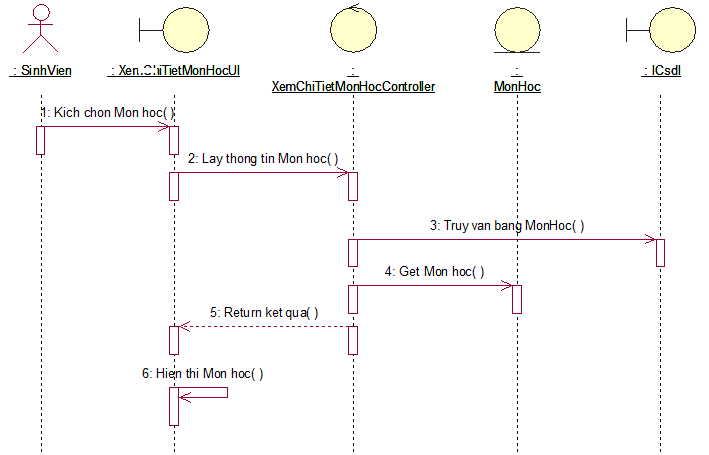 : SinhVien
: XemChiTietMonHocUI
:
XemChiTietMonHocController
:
MonHoc
: ICsdl
1: Kich chon Mon hoc( )
2: Lay thong tin Mon hoc( )
3: Truy van bang MonHoc( )
4: Get Mon hoc( )
5: Return ket qua( )
6: Hien thi Mon hoc( )